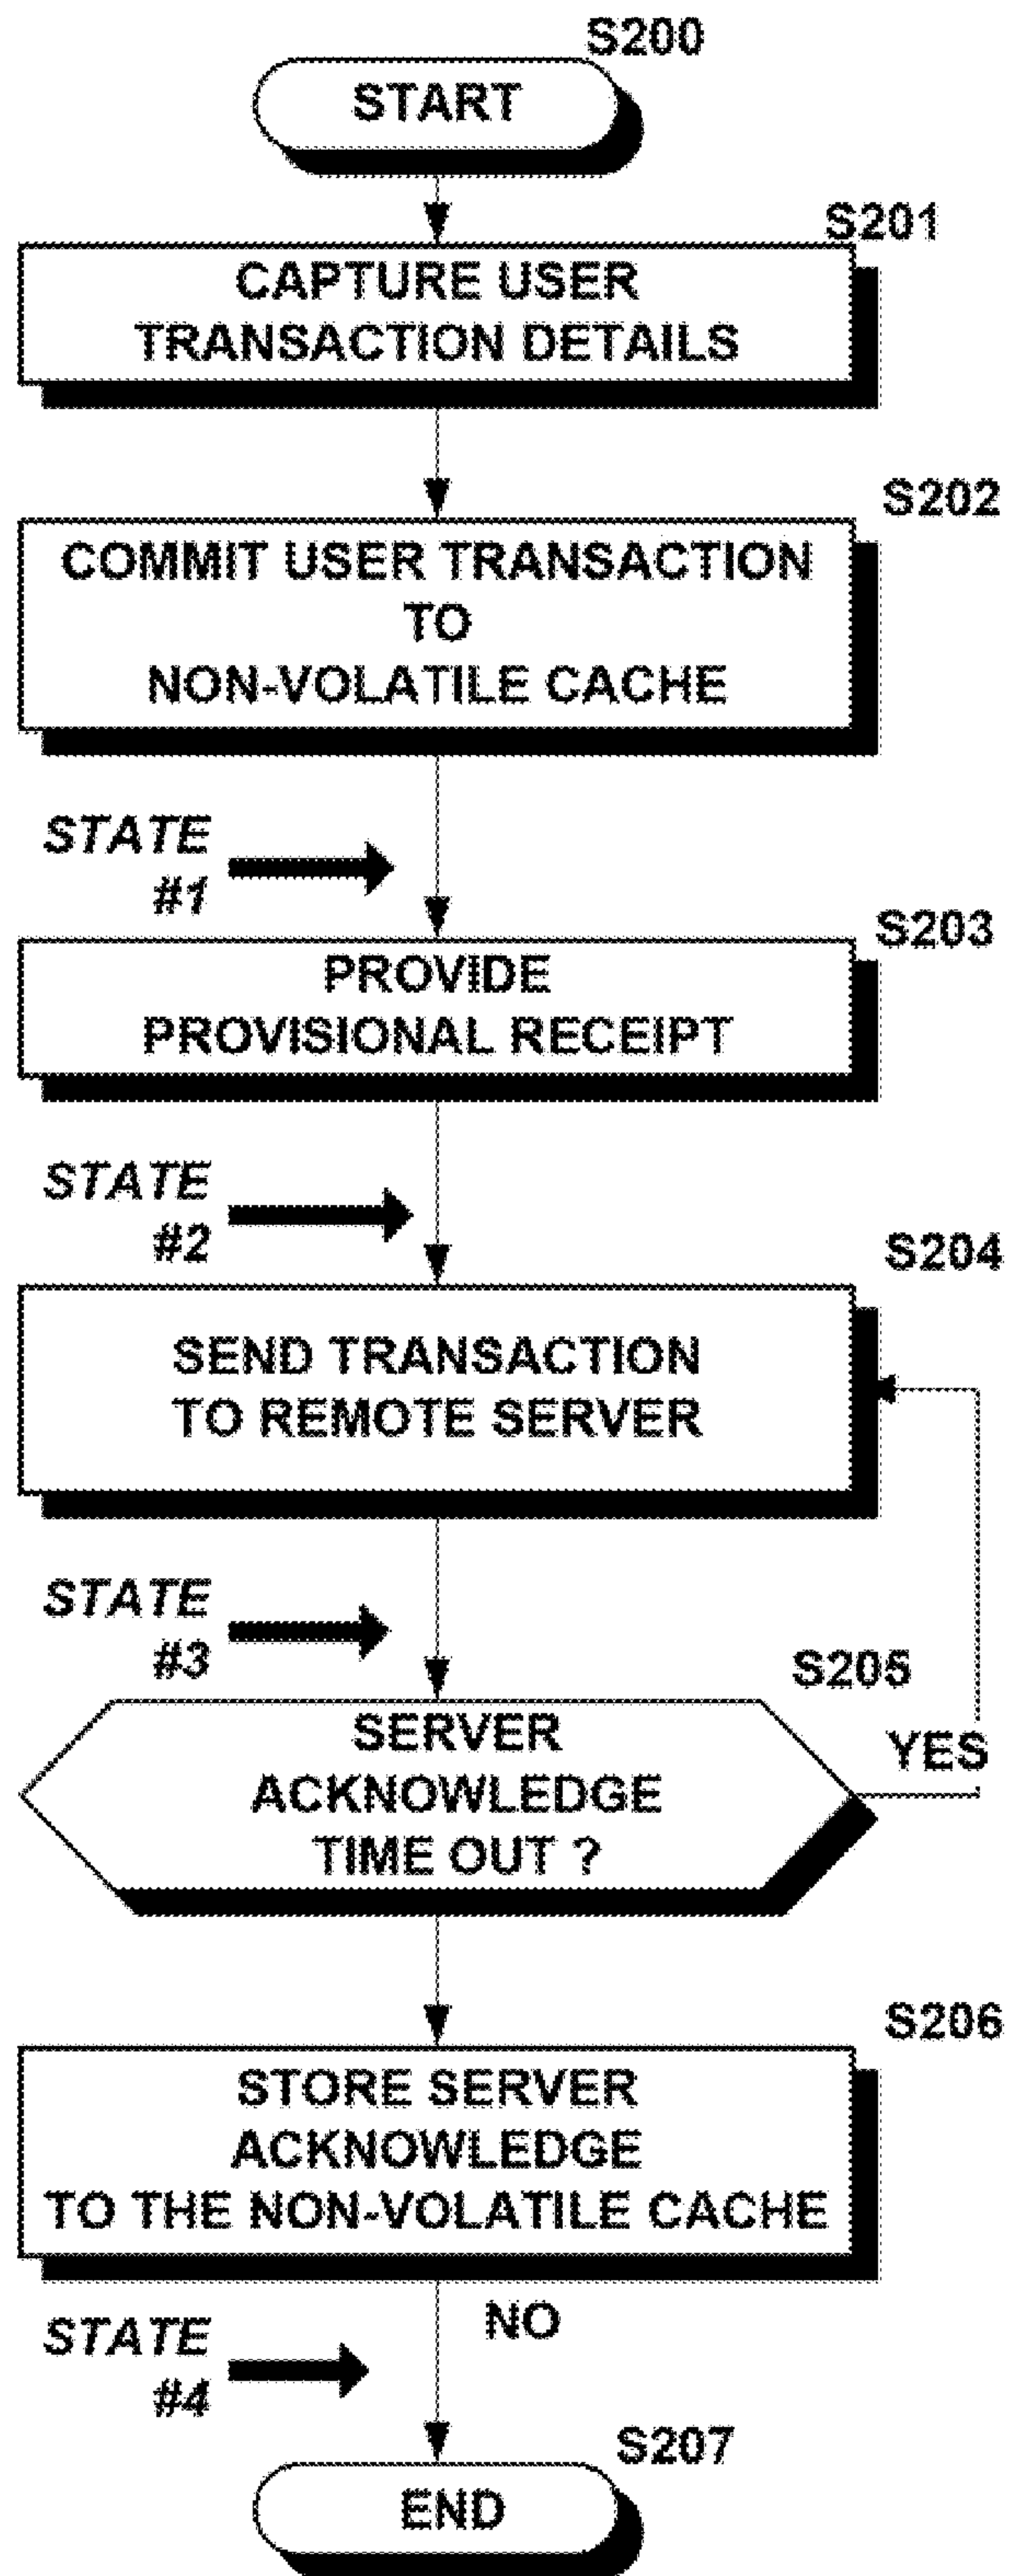 S200
START
S201
CAPTURE USER
TRANSACTION DETAILS
S202
COMMIT USER TRANSACTION
TO
NON-VOLATILE CACHE
STATE
#1
S203
PROVIDE
PROVISIONAL RECEIPT
STATE
#2
S204
SEND TRANSACTION
TO REMOTE SERVER
STATE
#3
S205
SERVER
ACKNOWLEDGE
TIME OUT ?
YES
S206
STORE SERVER
ACKNOWLEDGE
TO THE NON-VOLATILE CACHE
NO
STATE
#4
S207
END